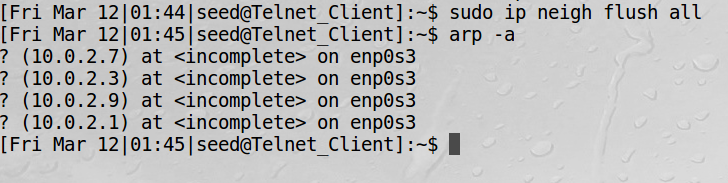 [Fri Mar 12|01:44|seed@Telnet_Client]:~$ sudo ip neigh flush all
[Fri Mar 12|01:45|seed@Telnet_Client]:~$ arp -a
? (10.0.2.7) at <incomplete> on enp0s3
? (10.0.2.3) at <incomplete> on enp0s3
? (10.0.2.9) at <incomplete> on enp0s3
? (10.0.2.1) at <incomplete> on enp0s3
[Fri Mar 12|01:45|seed@Telnet_Client]:~$